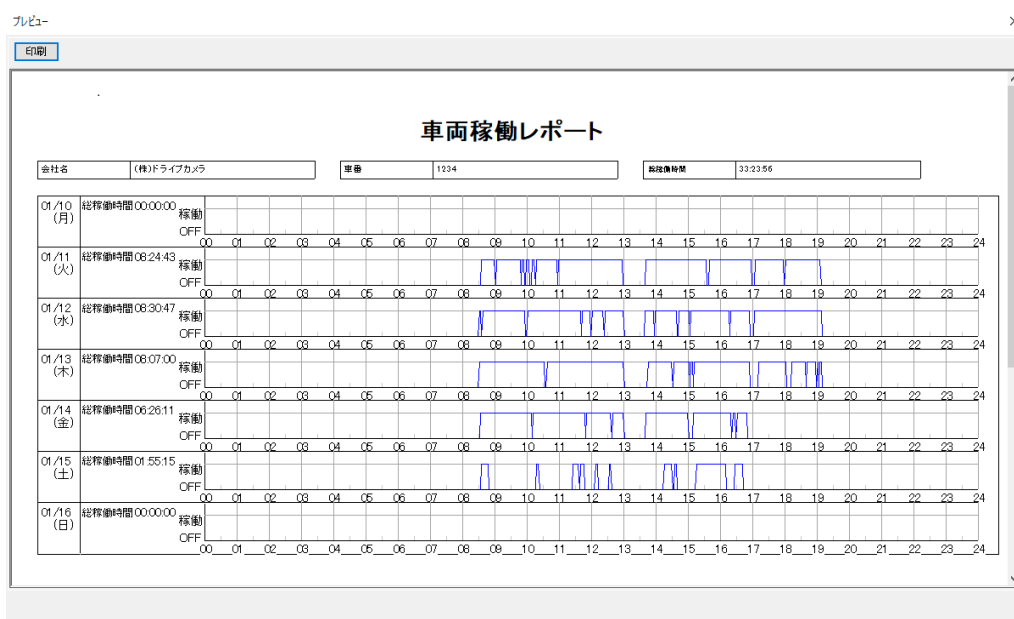 プレビュー
印刷
車両稼働レポート
会社名 (株)ドライブカメラ 車番 1234 総稼働時間 33:23:56
01/10 総稼働時間 00:00:00 稼働
(月) OFF
00 01 02 03 04 05 06 07 08 09 10 11 12 13 14 15 16 17 18 19 20 21 22 23 24
01/11 総稼働時間 08:24:43 稼働
(火) OFF
00 01 02 03 04 05 06 07 08 09 10 11 12 13 14 15 16 17 18 19 20 21 22 23 24
01/12 総稼働時間 08:30:47 稼働
(水) OFF
00 01 02 03 04 05 06 07 08 09 10 11 12 13 14 15 16 17 18 19 20 21 22 23 24
01/13 総稼働時間 08:07:00 稼働
(木) OFF
00 01 02 03 04 05 06 07 08 09 10 11 12 13 14 15 16 17 18 19 20 21 22 23 24
01/14 総稼働時間 06:26:11 稼働
(金) OFF
00 01 02 03 04 05 06 07 08 09 10 11 12 13 14 15 16 17 18 19 20 21 22 23 24
01/15 総稼働時間 01:55:15 稼働
(土) OFF
00 01 02 03 04 05 06 07 08 09 10 11 12 13 14 15 16 17 18 19 20 21 22 23 24
01/16 総稼働時間 00:00:00 稼働
(日) OFF
00 01 02 03 04 05 06 07 08 09 10 11 12 13 14 15 16 17 18 19 20 21 22 23 24